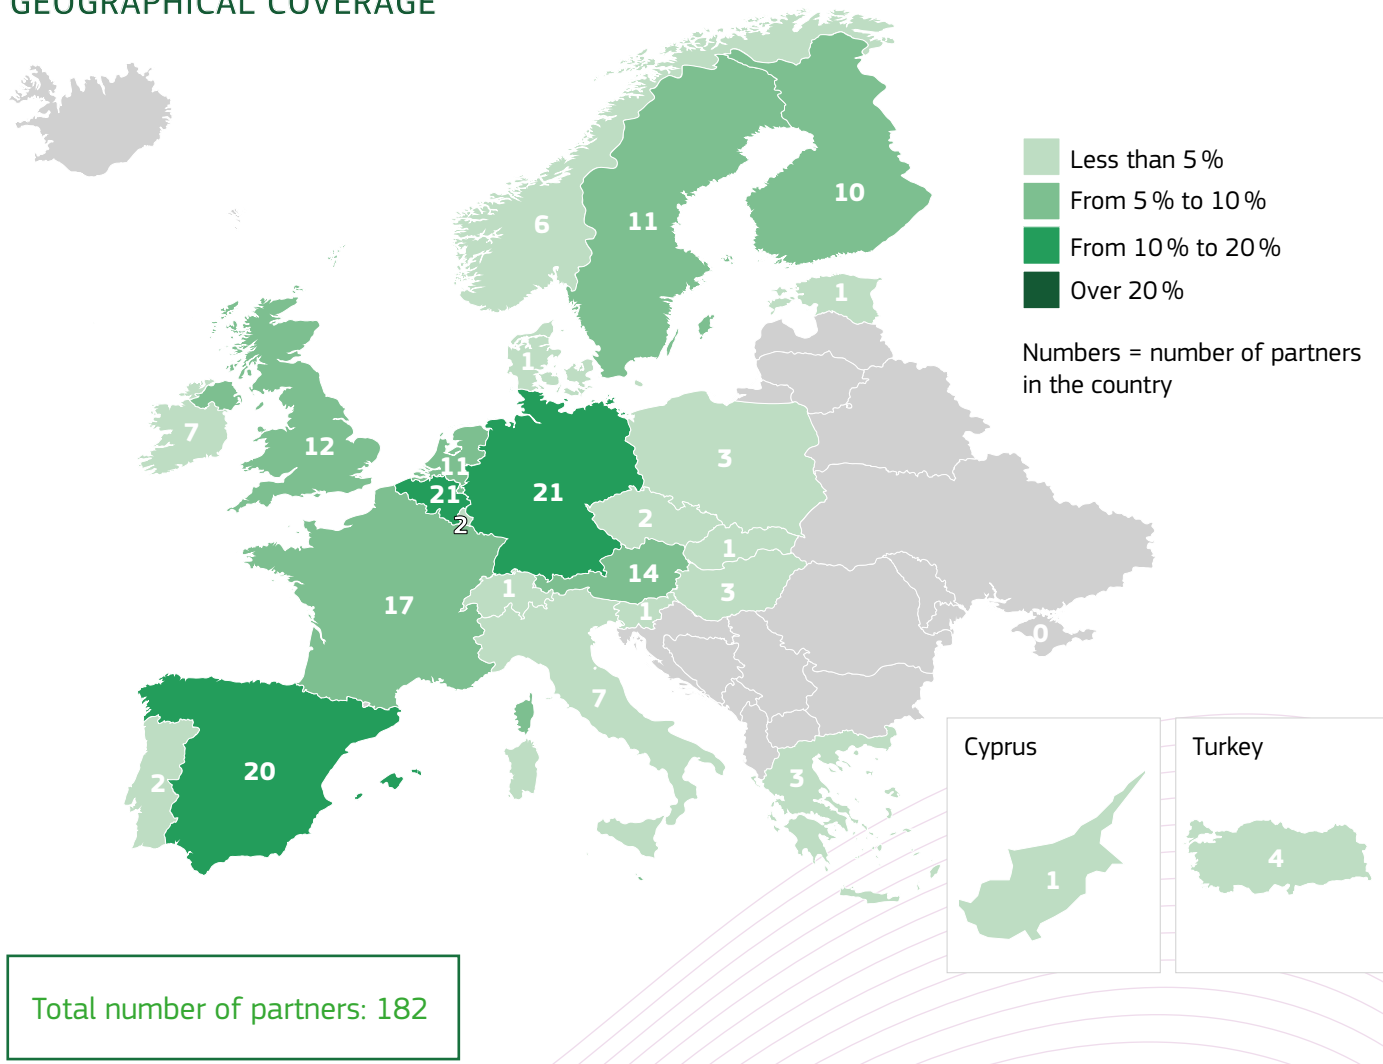 GEOGRAPHICAL COVERAGE
Less than 5 %
From 5 % to 10 %
From 10 % to 20 %
Over 20 %
Numbers = number of partners
in the country
10
11
6
1
1
7
12
11
3
21
21
2
2
1
14
3
1
17
1
0
7
Cyprus
Turkey
20
2
3
4
1
Total number of partners: 182